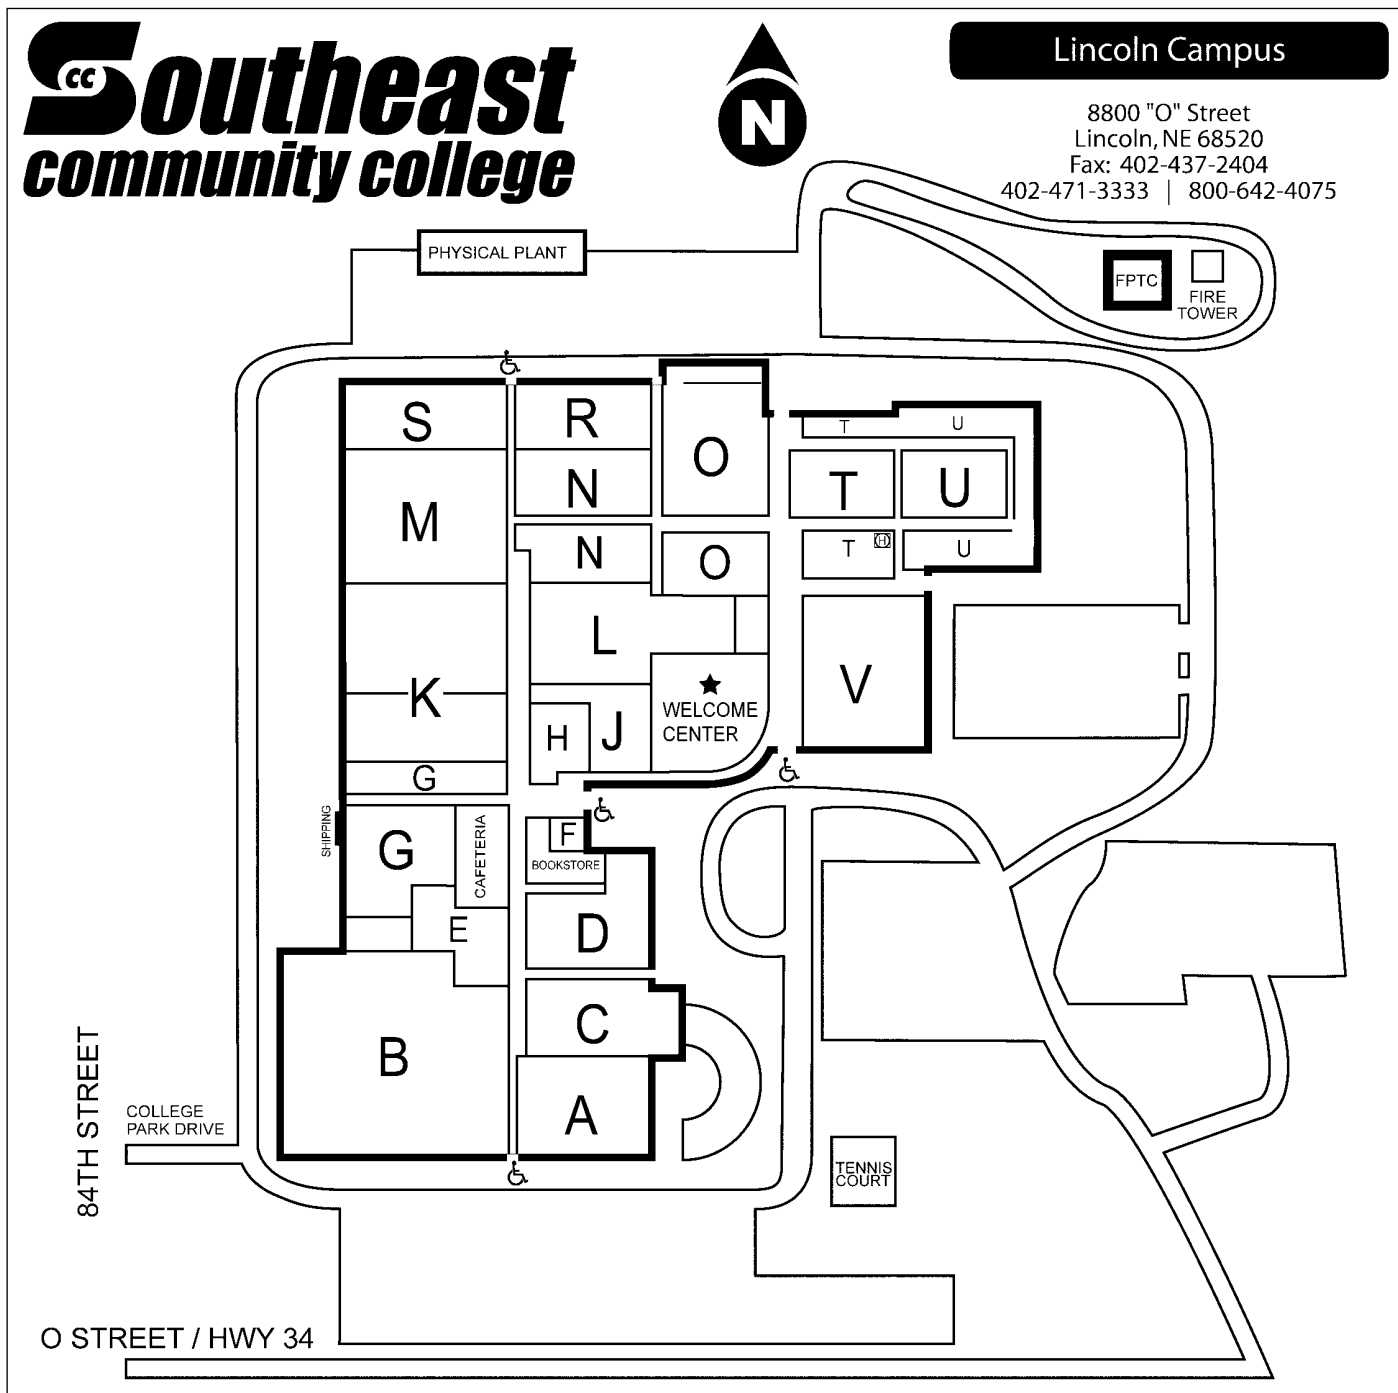 Southeast
cc
community college
N
Lincoln Campus
8800 "O" Street
Lincoln, NE 68520
Fax: 402-437-2404
402-471-3333 | 800-642-4075
PHYSICAL PLANT
FPTC
FIRE
TOWER
S
R
O
T
U
M
N
T
U
N
O
T
H
U
L
K
V
WELCOME
CENTER
H
J
G
SHIPPING
G
CAFETERIA
F
BOOKSTORE
E
D
C
B
A
84TH STREET
COLLEGE
PARK DRIVE
TENNIS
COURT
O STREET / HWY 34